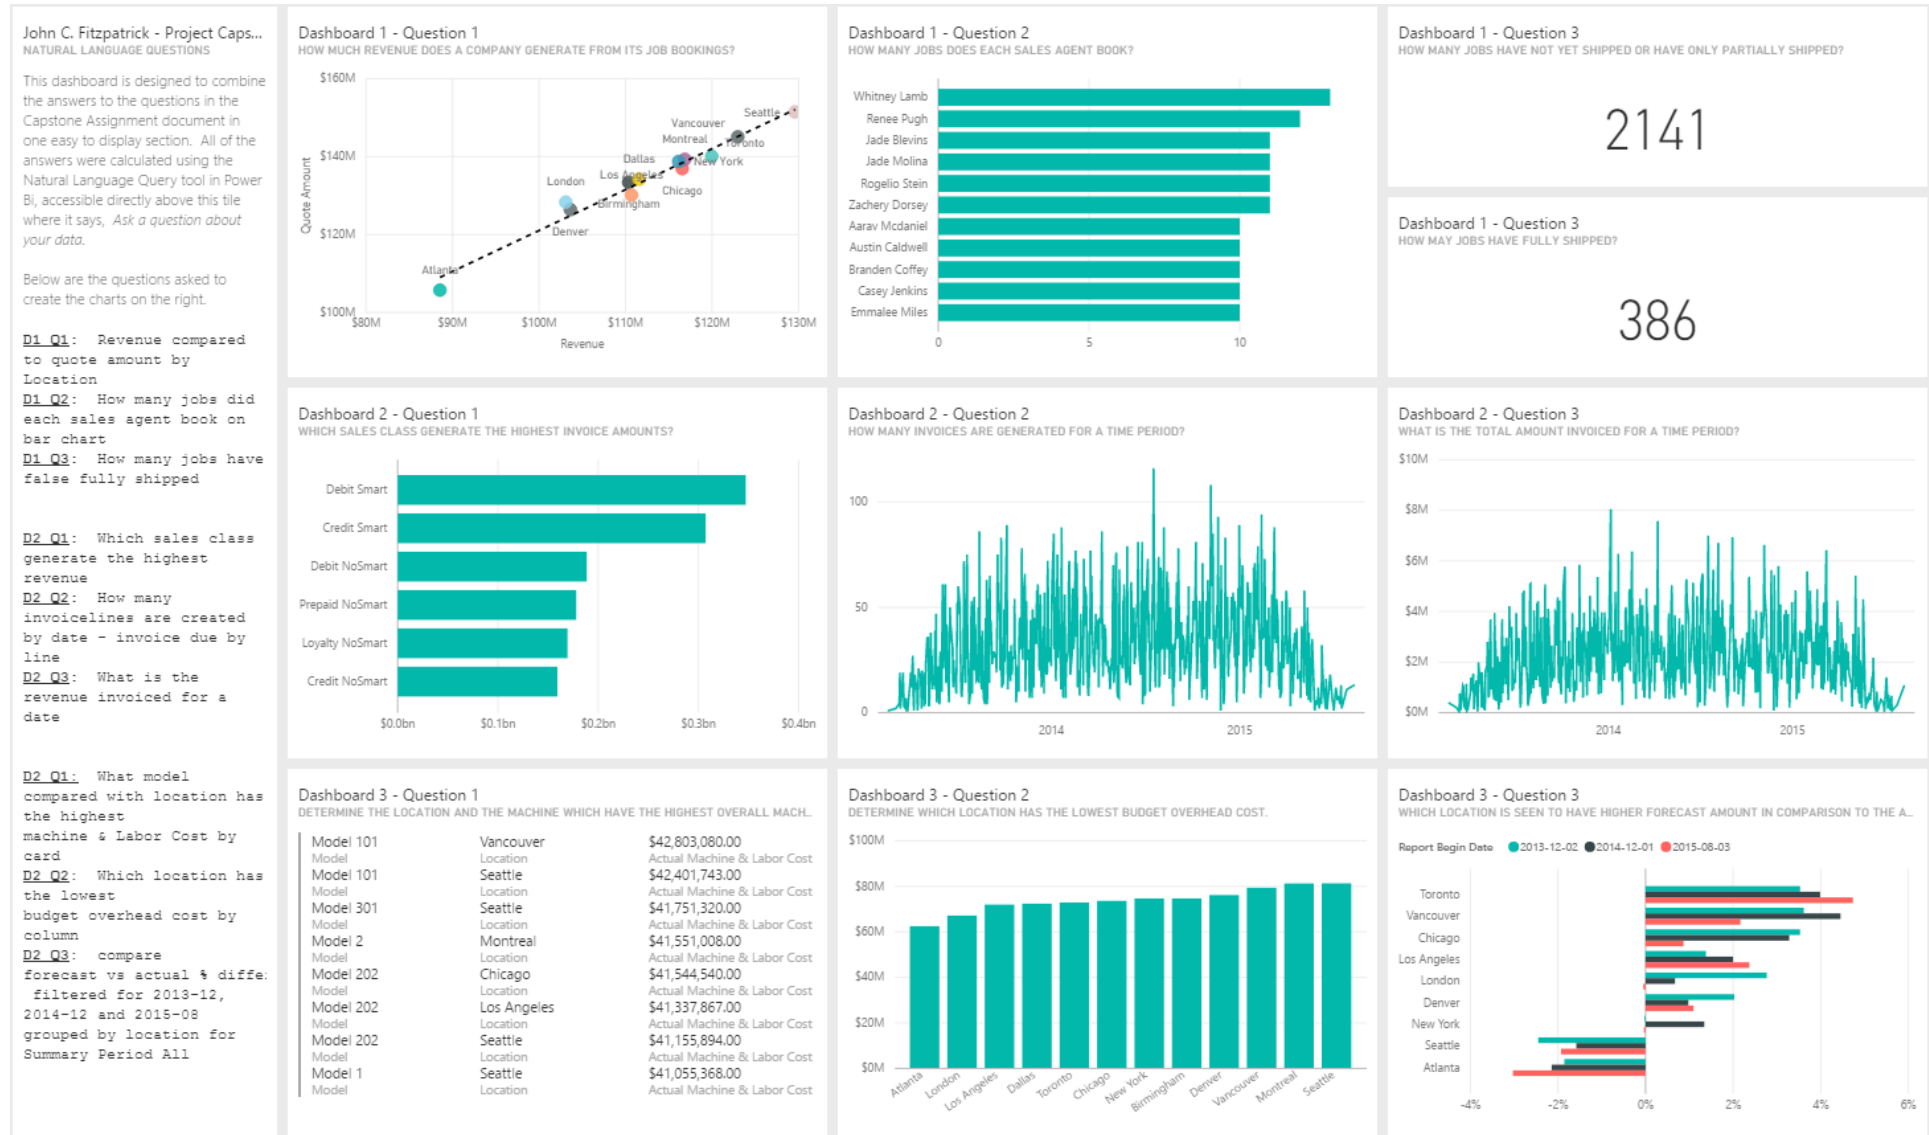 John C. Fitzpatrick - Project Caps...
NATURAL LANGUAGE QUESTIONS
This dashboard is designed to combine
the answers to the questions in the
Capstone Assignment document in
one easy to display section. All of the
answers were calculated using the
Natural Language Query tool in Power
Bi, accessible directly above this tile
where it says, Ask a question about
your data.
Below are the questions asked to
create the charts on the right.
D1 Q1: Revenue compared
to quote amount by
Location
D1 Q2: How many jobs did
each sales agent book on
bar chart
D1 Q3: How many jobs have
false fully shipped
D2 Q1: Which sales class
generate the highest
revenue
D2 Q2: How many
invoicelines are created
by date - invoice due by
line
D2 Q3: What is the
revenue invoiced for a
date
D2 Q1: What model
compared with location has
the highest
machine & Labor Cost by
card
D2 Q2: Which location has
the lowest
budget overhead cost by
column
D2 Q3: compare
forecast vs actual % diffe
filtered for 2013-12,
2014-12 and 2015-08
grouped by location for
Summary Period All
Dashboard 1 - Question 1
HOW MUCH REVENUE DOES A COMPANY GENERATE FROM ITS JOB BOOKINGS?
Quote Amount
$160M
$140M
$120M
$100M
Seattle
Vancouver
Toronto
Montreal
New York
Dallas
Los Angeles
Chicago
London
Birmingham
Denver
Atlanta
$80M
$90M
$100M
$110M
$120M
$130M
Revenue
Dashboard 1 - Question 2
HOW MANY JOBS DOES EACH SALES AGENT BOOK?
Whitney Lamb
Renee Pugh
Jade Blevins
Jade Molina
Rogelio Stein
Zachery Dorsey
Aarav Mcdaniel
Austin Caldwell
Branden Coffey
Casey Jenkins
Emmalee Miles
0
5
10
Dashboard 1 - Question 3
HOW MANY JOBS HAVE NOT YET SHIPPED OR HAVE ONLY PARTIALLY SHIPPED?
2141
Dashboard 1 - Question 3
HOW MAY JOBS HAVE FULLY SHIPPED?
386
Dashboard 2 - Question 1
WHICH SALES CLASS GENERATE THE HIGHEST INVOICE AMOUNTS?
Debit Smart
Credit Smart
Debit NoSmart
Prepaid NoSmart
Loyalty NoSmart
Credit NoSmart
$0.0bn
$0.1bn
$0.2bn
$0.3bn
$0.4bn
Dashboard 2 - Question 2
HOW MANY INVOICES ARE GENERATED FOR A TIME PERIOD?
100
50
0
2014
2015
Dashboard 2 - Question 3
WHAT IS THE TOTAL AMOUNT INVOICED FOR A TIME PERIOD?
$10M
$8M
$6M
$4M
$2M
$0M
2014
2015
Dashboard 3 - Question 1
DETERMINE THE LOCATION AND THE MACHINE WHICH HAVE THE HIGHEST OVERALL MACH...
Model 101 Vancouver $42,803,080.00
Model Location Actual Machine & Labor Cost
Model 101 Seattle $42,401,743.00
Model Location Actual Machine & Labor Cost
Model 301 Seattle $41,751,320.00
Model Location Actual Machine & Labor Cost
Model 2 Montreal $41,551,008.00
Model Location Actual Machine & Labor Cost
Model 202 Chicago $41,544,540.00
Model Location Actual Machine & Labor Cost
Model 202 Los Angeles $41,337,867.00
Model Location Actual Machine & Labor Cost
Model 202 Seattle $41,155,894.00
Model Location Actual Machine & Labor Cost
Model 1 Seattle $41,055,368.00
Model Location Actual Machine & Labor Cost
Dashboard 3 - Question 2
DETERMINE WHICH LOCATION HAS THE LOWEST BUDGET OVERHEAD COST.
$100M
$80M
$60M
$40M
$20M
$0M
Atlanta
London
Los Angeles
Dallas
Toronto
Chicago
New York
Birmingham
Denver
Vancouver
Montreal
Seattle
Dashboard 3 - Question 3
WHICH LOCATION IS SEEN TO HAVE HIGHER FORECAST AMOUNT IN COMPARISON TO THE A...
Report Begin Date 2013-12-02 2014-12-01 2015-08-03
Toronto
Vancouver
Chicago
Los Angeles
London
Denver
New York
Seattle
Atlanta
-4%
-2%
0%
2%
4%
6%